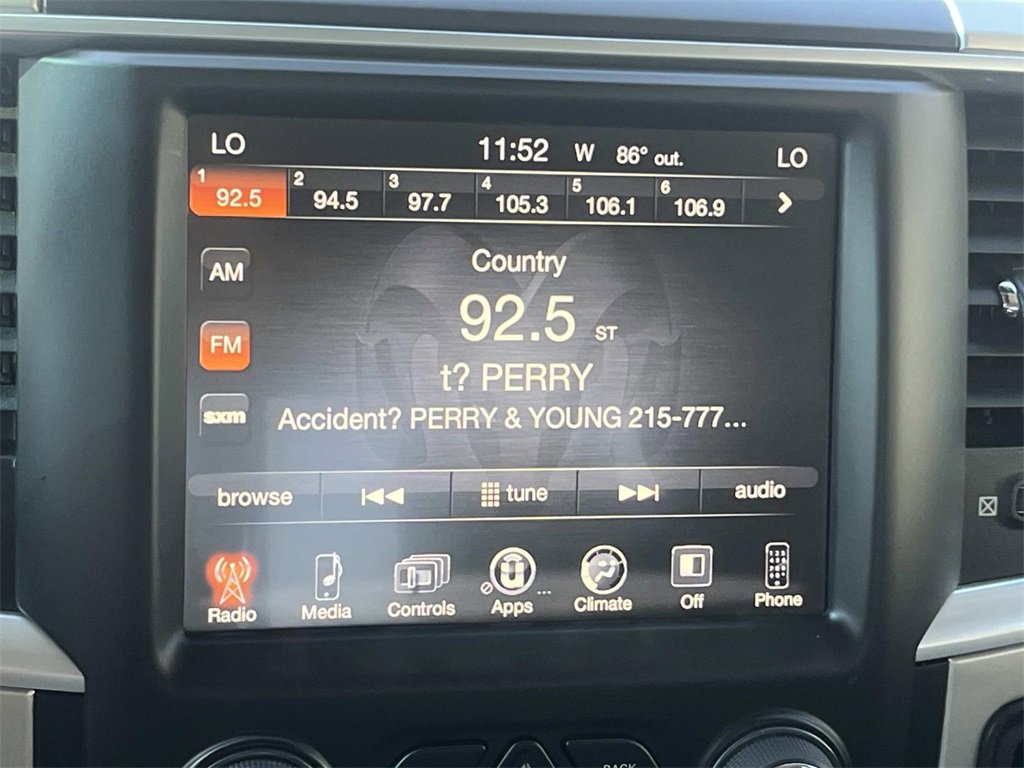 LO 11:52 W 86° out. LO
1 92.5 2 94.5 3 97.7 4 105.3 5 106.1 6 106.9
Country
AM
92.5 ST
FM
t? PERRY
sxm
Accident? PERRY & YOUNG 215-777...
browse tune audio
Radio Media Controls Apps ... Climate Off Phone
BACK